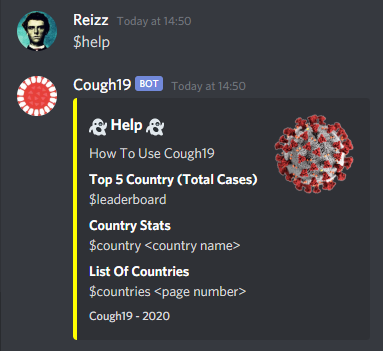 Reizz Today at 14:50
$help
Cough19 BOT Today at 14:50
👻 Help 👻
How To Use Cough19
Top 5 Country (Total Cases)
$leaderboard
Country Stats
$country <country name>
List Of Countries
$countries <page number>
Cough19 - 2020